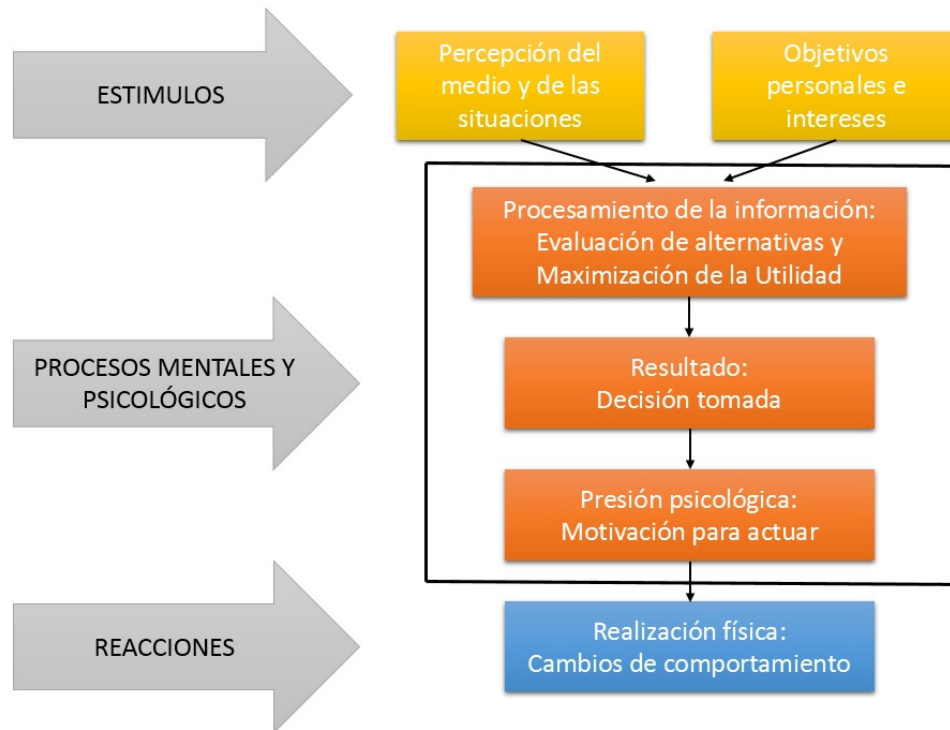 ESTIMULOS
Percepción del
medio y de las
situaciones
Objetivos
personales e
intereses
PROCESOS MENTALES Y
PSICOLÓGICOS
Procesamiento de la información:
Evaluación de alternativas y
Maximización de la Utilidad
Resultado:
Decisión tomada
Presión psicológica:
Motivación para actuar
REACCIONES
Realización física:
Cambios de comportamiento